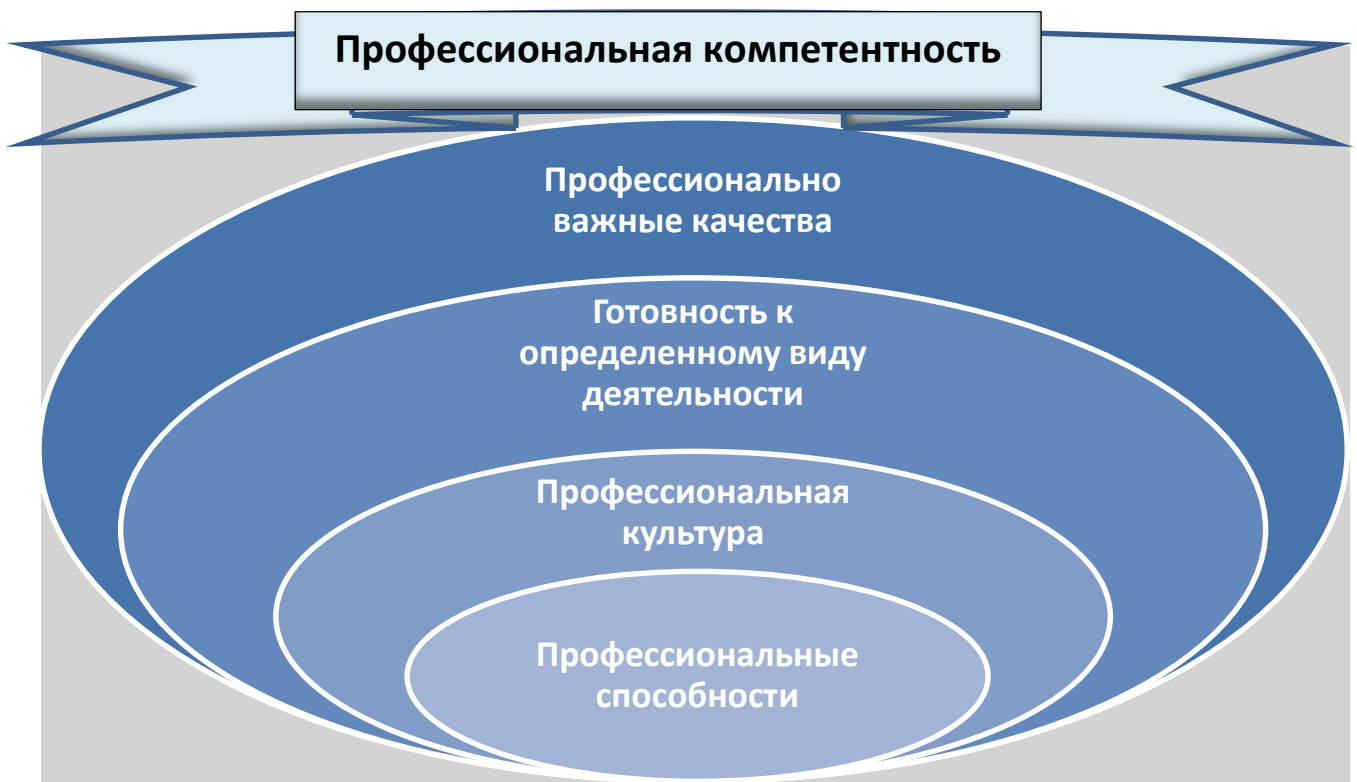 Профессиональная компетентность
Профессионально
важные качества
Готовность к
определенному виду
деятельности
Профессиональная
культура
Профессиональные
способности